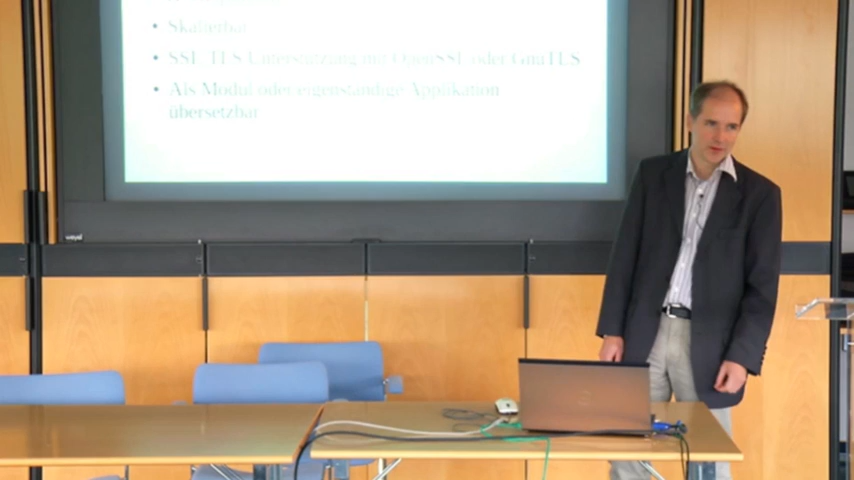 • Skalierbar
• SSL/TLS Unterstützung mit OpenSSL oder GnuTLS
• Als Modul oder eigenständige Applikation
übersetzbar